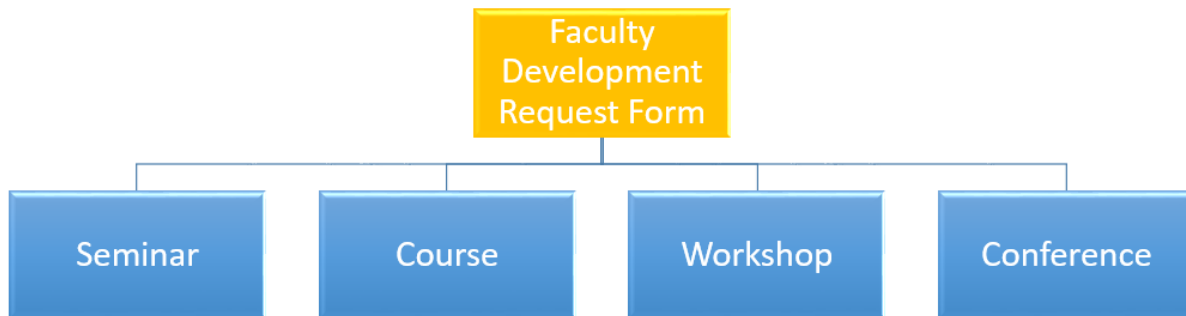 Faculty
Development
Request Form
Seminar
Course
Workshop
Conference